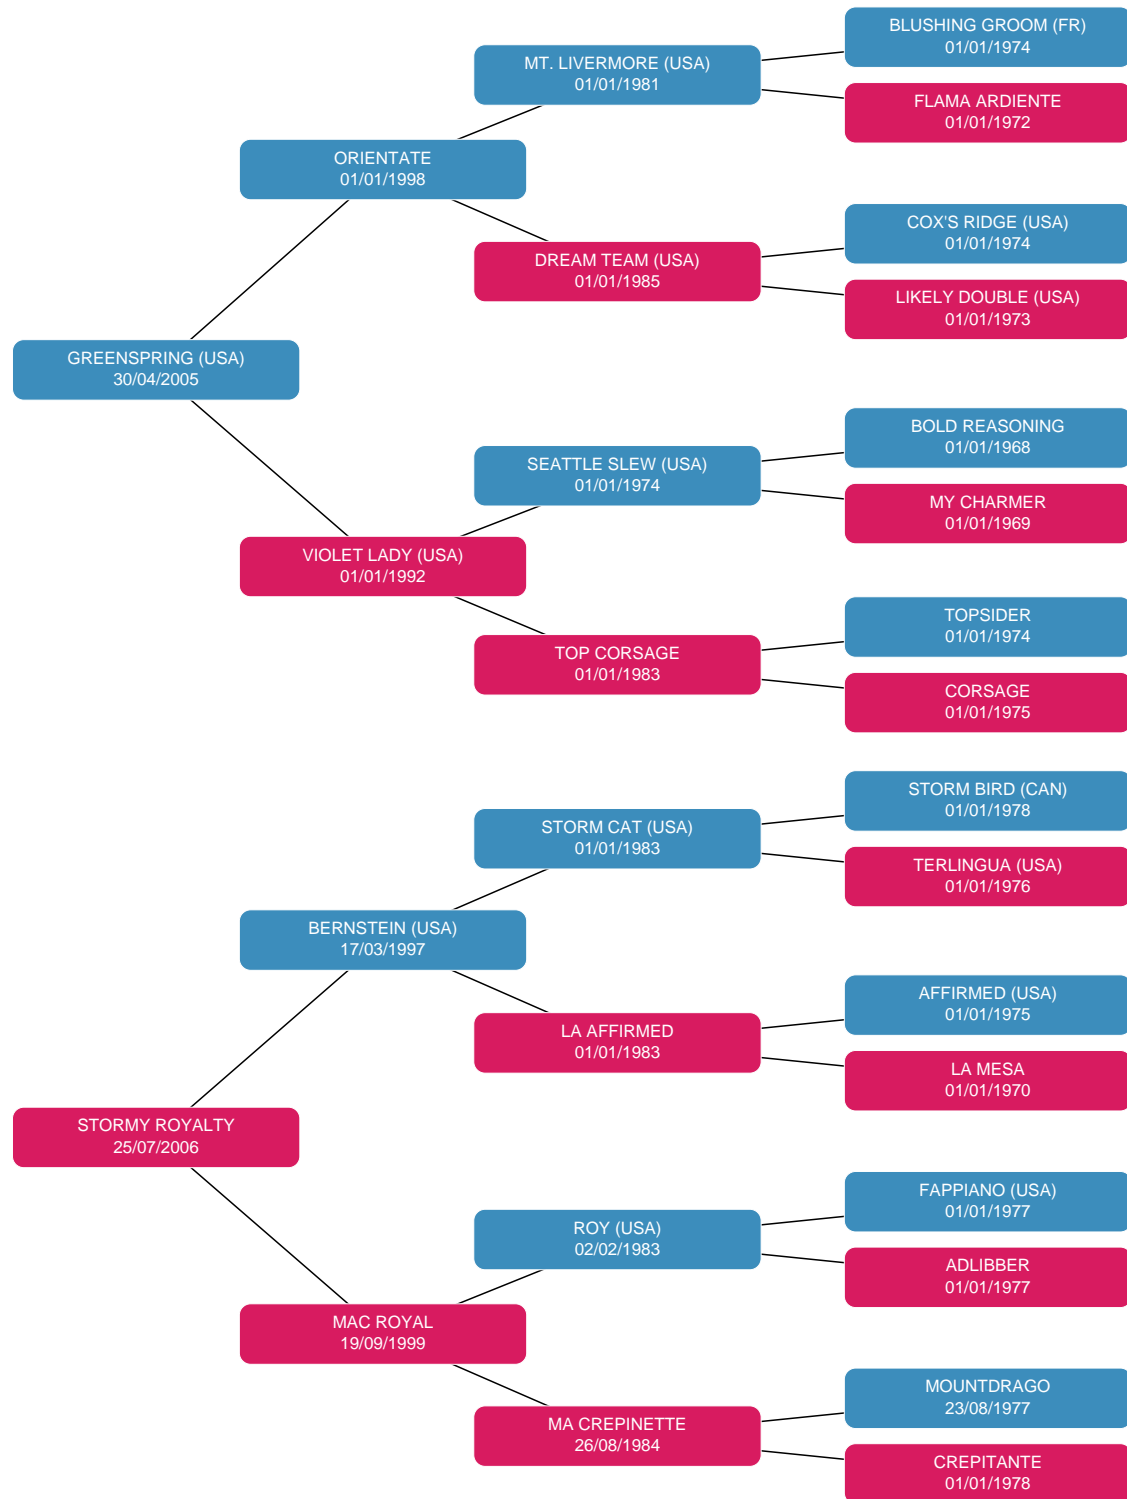 BLUSHING GROOM (FR)
01/01/1974
MT. LIVERMORE (USA)
01/01/1981
FLAMA ARDIENTE
01/01/1972
ORIENTATE
01/01/1998
COX'S RIDGE (USA)
01/01/1974
DREAM TEAM (USA)
01/01/1985
LIKELY DOUBLE (USA)
01/01/1973
GREENSPRING (USA)
30/04/2005
BOLD REASONING
01/01/1968
SEATTLE SLEW (USA)
01/01/1974
MY CHARMER
01/01/1969
VIOLET LADY (USA)
01/01/1992
TOPSIDER
01/01/1974
TOP CORSAGE
01/01/1983
CORSAGE
01/01/1975
STORM BIRD (CAN)
01/01/1978
STORM CAT (USA)
01/01/1983
TERLINGUA (USA)
01/01/1976
BERNSTEIN (USA)
17/03/1997
AFFIRMED (USA)
01/01/1975
LA AFFIRMED
01/01/1983
LA MESA
01/01/1970
STORMY ROYALTY
25/07/2006
FAPPIANO (USA)
01/01/1977
ROY (USA)
02/02/1983
ADLIBBER
01/01/1977
MAC ROYAL
19/09/1999
MOUNTDRAGO
23/08/1977
MA CREPINETTE
26/08/1984
CREPITANTE
01/01/1978